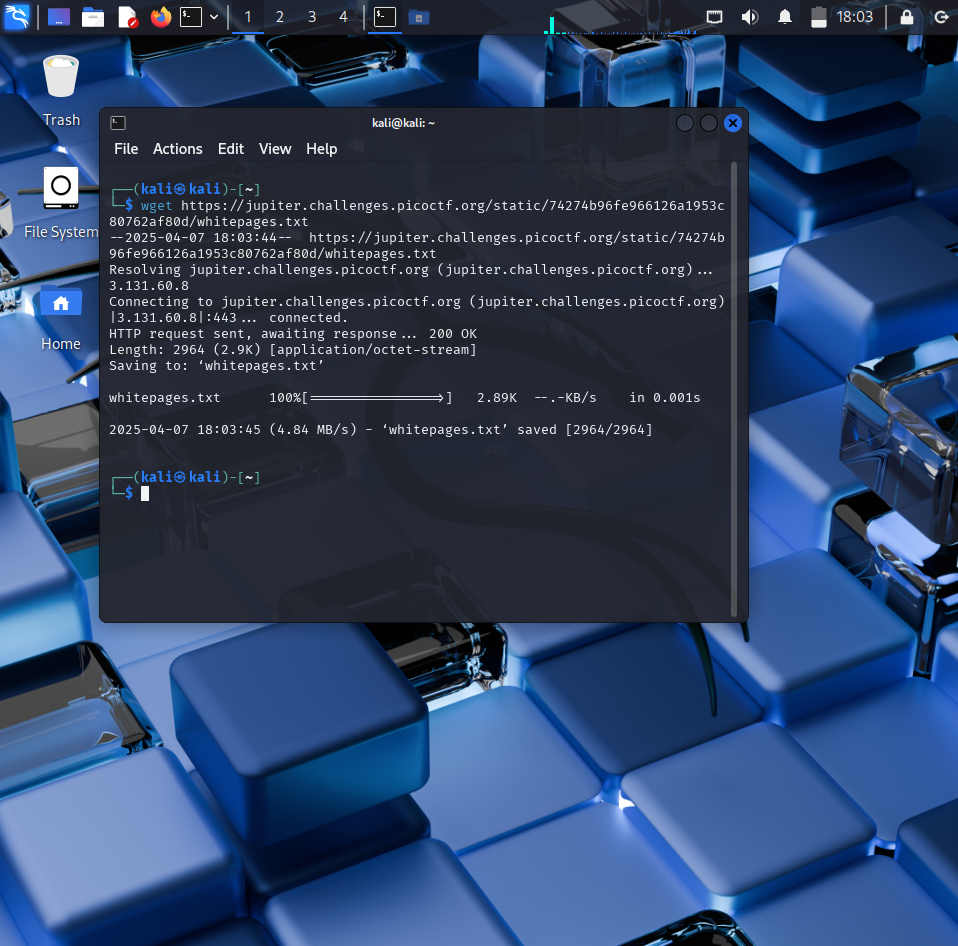 1 2 3 4
18:03
Trash
File System
Home
kali@kali: ~
File Actions Edit View Help
┌──(kali㉿kali)-[~]
└─$ wget https://jupiter.challenges.picoctf.org/static/74274b96fe966126a1953c
80762af80d/whitepages.txt
--2025-04-07 18:03:44-- https://jupiter.challenges.picoctf.org/static/74274b
96fe966126a1953c80762af80d/whitepages.txt
Resolving jupiter.challenges.picoctf.org (jupiter.challenges.picoctf.org)...
3.131.60.8
Connecting to jupiter.challenges.picoctf.org (jupiter.challenges.picoctf.org)
|3.131.60.8|:443... connected.
HTTP request sent, awaiting response... 200 OK
Length: 2964 (2.9K) [application/octet-stream]
Saving to: ‘whitepages.txt’
whitepages.txt 100%[================>] 2.89K --.-KB/s in 0.001s
2025-04-07 18:03:45 (4.84 MB/s) - ‘whitepages.txt’ saved [2964/2964]
┌──(kali㉿kali)-[~]
└─$